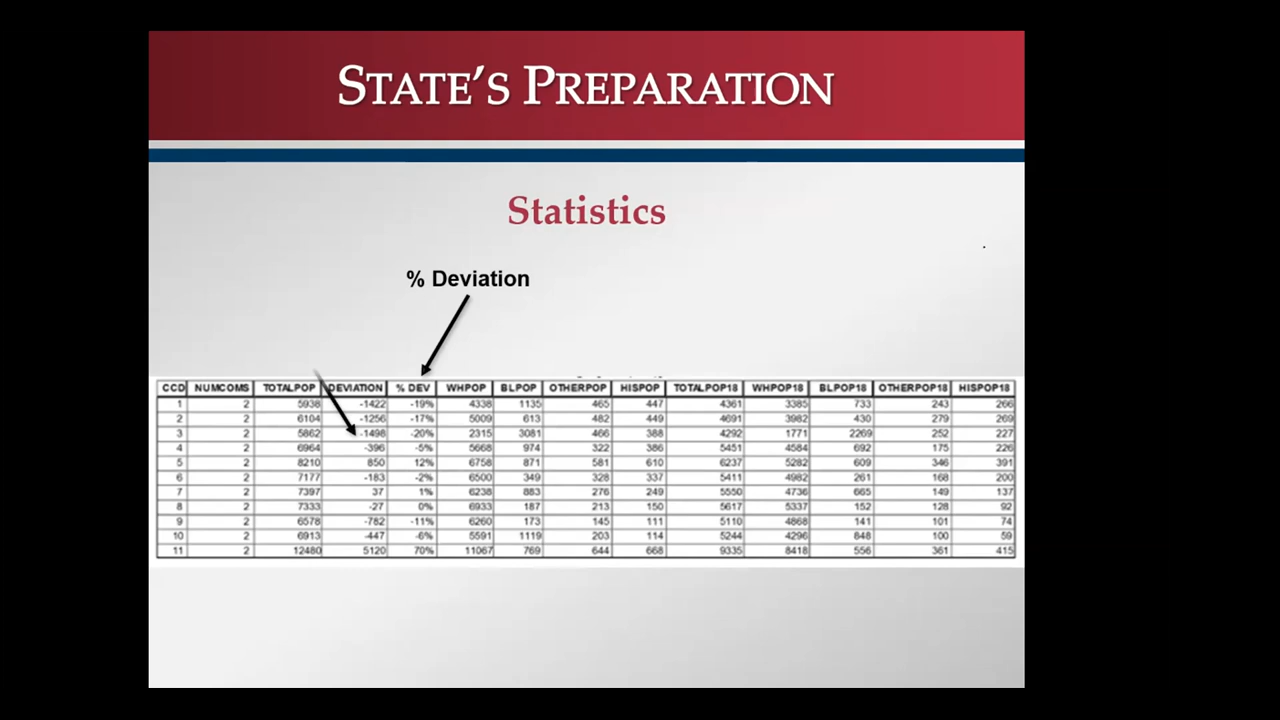 STATE'S PREPARATION
Statistics
% Deviation
CCD NUMCOMS TOTALPOP DEVIATION % DEV WHPOP BLPOP OTHERPOP HISPOP TOTALPOP18 WHPOP18 BLPOP18 OTHERPOP18 HISPOP18
1 2 5938 -1422 -19% 4338 1135 465 447 4361 3385 733 243 266
2 2 6104 -1256 -17% 5009 613 482 449 4691 3982 430 279 269
3 2 5862 -1498 -20% 2315 3081 466 388 4292 1771 2269 252 227
4 2 6964 -396 -5% 5668 974 322 386 5451 4584 692 175 226
5 2 8210 850 12% 6758 871 581 610 6237 5282 609 346 391
6 2 7177 -183 -2% 6500 349 328 337 5411 4982 261 168 200
7 2 7397 37 1% 6238 883 276 249 5550 4736 665 149 137
8 2 7333 -27 0% 6933 187 213 150 5617 5337 152 128 92
9 2 6578 -782 -11% 6260 173 145 111 5110 4868 141 101 74
10 2 6913 -447 -6% 5591 1119 203 114 5244 4296 848 100 59
11 2 12480 5120 70% 11067 769 644 668 9335 8418 556 361 415